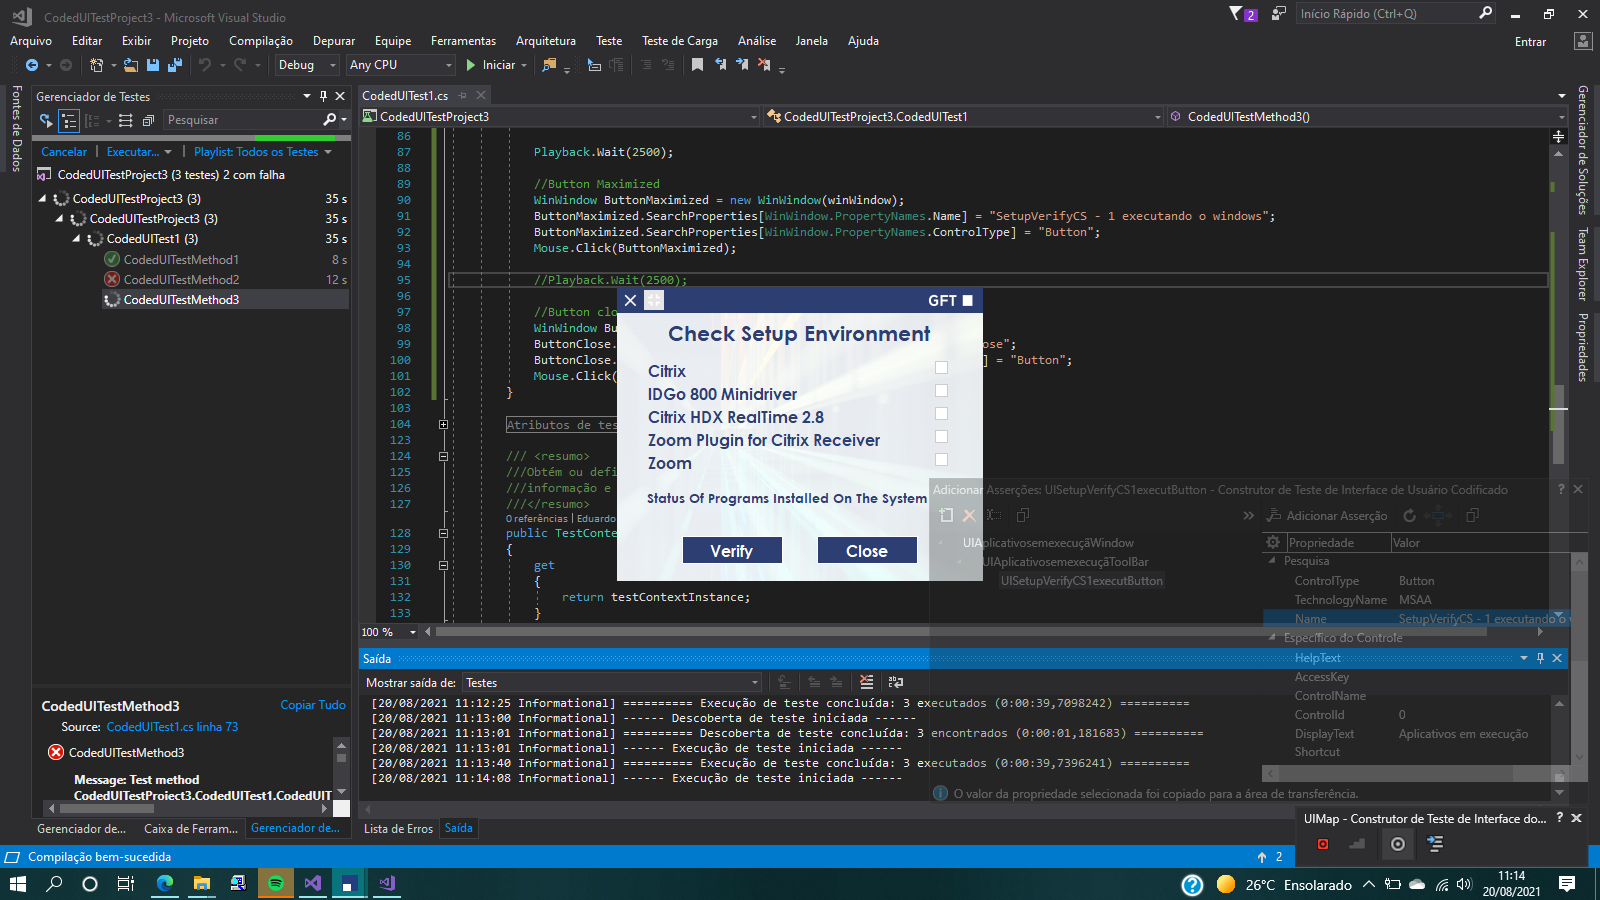 CodedUITestProject3 - Microsoft Visual Studio
2
Início Rápido (Ctrl+Q)
Arquivo Editar Exibir Projeto Compilação Depurar Equipe Ferramentas Arquitetura Teste Teste de Carga Análise Janela Ajuda
Entrar
Debug Any CPU Iniciar
Fontes de Dados
Gerenciador de Testes
Pesquisar
Cancelar Executar... Playlist: Todos os Testes
CodedUITestProject3 (3 testes) 2 com falha
CodedUITestProject3 (3) 35 s
CodedUITestProject3 (3) 35 s
CodedUITest1 (3) 35 s
CodedUITestMethod1 8 s
CodedUITestMethod2 12 s
CodedUITestMethod3
CodedUITestMethod3 Copiar Tudo
Source: CodedUITest1.cs linha 73
CodedUITestMethod3
Message: Test method
CodedUITestProject3.CodedUITest1.CodedUIT
Gerenciador de... Caixa de Ferram... Gerenciador de...
CodedUITest1.cs
CodedUITestProject3 CodedUITestProject3.CodedUITest1 CodedUITestMethod3()
86
87 Playback.Wait(2500);
88
89 //Button Maximized
90 WinWindow ButtonMaximized = new WinWindow(winWindow);
91 ButtonMaximized.SearchProperties[WinWindow.PropertyNames.Name] = "SetupVerifyCS - 1 executando o windows";
92 ButtonMaximized.SearchProperties[WinWindow.PropertyNames.ControlType] = "Button";
93 Mouse.Click(ButtonMaximized);
94
95 //Playback.Wait(2500);
96
97 //Button clo
98 WinWindow Bu
99 ButtonClose. ose";
100 ButtonClose. ] = "Button";
101 Mouse.Click(
102 }
103
104 Atributos de tes
123
124 /// <resumo>
125 ///Obtém ou defi
126 ///informação e
127 ///</resumo>
0 referências | Eduardo
128 public TestConte
129 {
130 get
131 {
132 return testContextInstance;
133 }
100 %
GFT
Check Setup Environment
Citrix
IDGo 800 Minidriver
Citrix HDX RealTime 2.8
Zoom Plugin for Citrix Receiver
Zoom
Status Of Programs Installed On The System
Verify Close
Adicionar Asserções: UISetupVerifyCS1executButton - Construtor de Teste de Interface de Usuário Codificado
Adicionar Asserção
UIAplicativosemexecuçãWindow
UIAplicativosemexecuçãToolBar
UISetupVerifyCS1executButton
Propriedade Valor
Pesquisa
ControlType Button
TechnologyName MSAA
Name SetupVerifyCS - 1 executando o
Específico do Controle
HelpText
AccessKey
ControlName
ControlId 0
DisplayText Aplicativos em execução
Shortcut
O valor da propriedade selecionada foi copiado para a área de transferência.
Gerenciador de Soluções
Team Explorer
Propriedades
Saída
Mostrar saída de: Testes
[20/08/2021 11:12:25 Informational] ========== Execução de teste concluída: 3 executados (0:00:39,7098242) ==========
[20/08/2021 11:13:00 Informational] ------ Descoberta de teste iniciada ------
[20/08/2021 11:13:01 Informational] ========== Descoberta de teste concluída: 3 encontrados (0:00:01,181683) ==========
[20/08/2021 11:13:01 Informational] ------ Execução de teste iniciada ------
[20/08/2021 11:13:40 Informational] ========== Execução de teste concluída: 3 executados (0:00:39,7396241) ==========
[20/08/2021 11:14:08 Informational] ------ Execução de teste iniciada ------
Lista de Erros Saída
UIMap - Construtor de Teste de Interface do...
Compilação bem-sucedida
2
26°C Ensolarado
11:14
20/08/2021